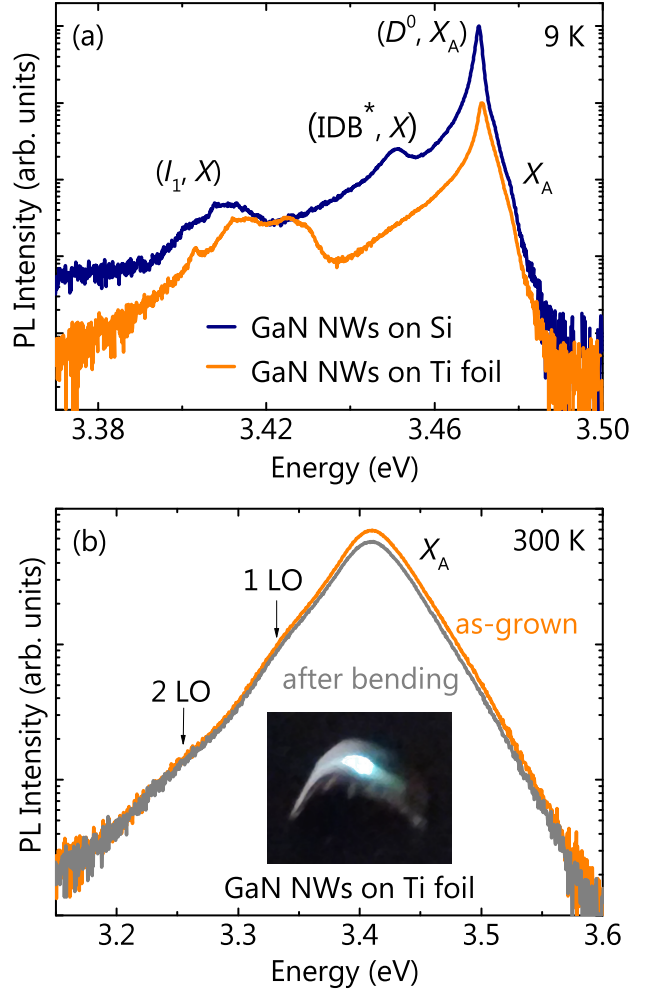 (a)
(D⁰, X_A)
9 K
(IDB*, X)
(I₁, X)
X_A
PL Intensity (arb. units)
GaN NWs on Si
GaN NWs on Ti foil
3.38 3.42 3.46 3.50
Energy (eV)
(b)
300 K
X_A
1 LO
as-grown
after bending
2 LO
PL Intensity (arb. units)
GaN NWs on Ti foil
3.2 3.3 3.4 3.5 3.6
Energy (eV)